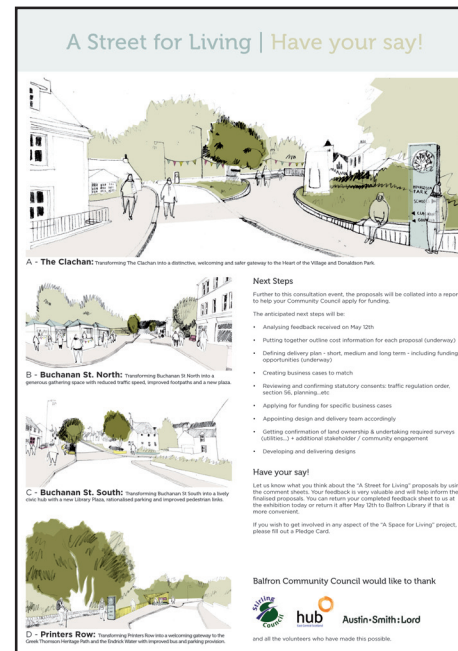 A Street for Living | Have your say!
DONALDSON
PARK
A - The Clachan: Transforming The Clachan into a distinctive, welcoming and safer gateway to the Heart of the Village and Donaldson Park.
B - Buchanan St. North: Transforming Buchanan St North into a
generous gathering space with reduced traffic speed, improved footpaths and a new plaza.
C - Buchanan St. South: Transforming Buchanan St South into a lively
civic hub with a new Library Plaza, rationalised parking and improved pedestrian links.
D - Printers Row: Transforming Printers Row into a welcoming gateway to the
Greek Thomson Heritage Path and the Endrick Water with improved bus and parking provision.
Next Steps
Further to this consultation event, the proposals will be collated into a repor
to help your Community Council apply for funding.
The anticipated next steps will be:
• Analysing feedback received on May 12th
• Putting together outline cost information for each proposal (underway)
• Defining delivery plan - short, medium and long term - including funding
opportunities (underway)
• Creating business cases to match
• Reviewing and confirming statutory consents: traffic regulation order,
section 56, planning...etc
• Applying for funding for specific business cases
• Appointing design and delivery team accordingly
• Getting confirmation of land ownership & undertaking required surveys
(utilities...) + additional stakeholder / community engagement
• Developing and delivering designs
Have your say!
Let us know what you think about the "A Street for Living" proposals by usin
the comment sheets. Your feedback is very valuable and will help inform the
finalised proposals. You can return your completed feedback sheet to us at
the exhibition today or return it after May 12th to Balfron Library if that is
more convenient.
If you wish to get involved in any aspect of the "A Space for Living" project,
please fill out a Pledge Card.
Balfron Community Council would like to thank
Stirling
Council
hub
Austin-Smith:Lord
and all the volunteers who have made this possible.